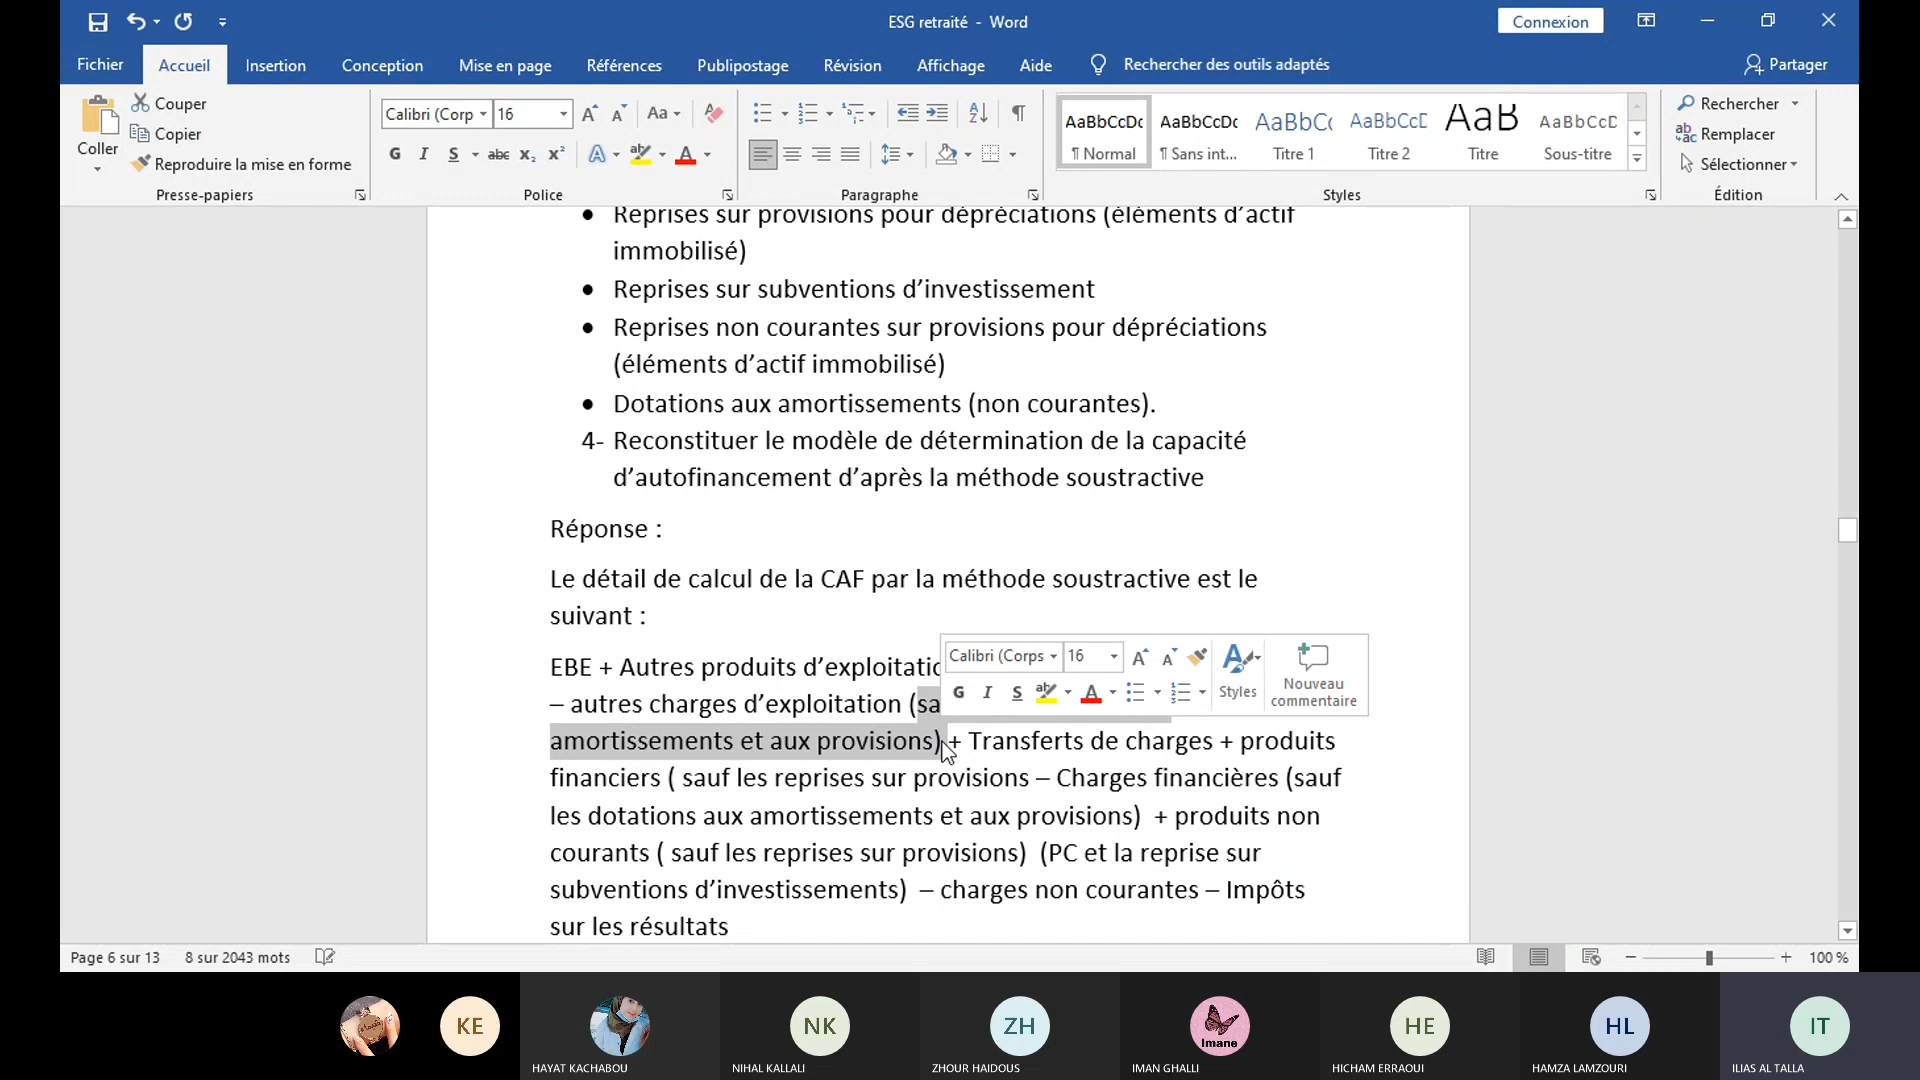 ESG retraité - Word
Connexion
Fichier
Accueil
Insertion
Conception
Mise en page
Références
Publipostage
Révision
Affichage
Aide
Rechercher des outils adaptés
Partager
Coller
Couper
Copier
Reproduire la mise en forme
Presse-papiers
Calibri (Corp
16
Aa
G I S abc x₂ x²
Police
Paragraphe
AaBbCcDc
¶ Normal
AaBbCcDc
¶ Sans int...
AaBbCc
Titre 1
AaBbCcE
Titre 2
AaB
Titre
AaBbCcD
Sous-titre
Styles
Rechercher
Remplacer
Sélectionner
Édition
• Reprises sur provisions pour dépréciations (éléments d’actif
immobilisé)
• Reprises sur subventions d’investissement
• Reprises non courantes sur provisions pour dépréciations
(éléments d’actif immobilisé)
• Dotations aux amortissements (non courantes).
4- Reconstituer le modèle de détermination de la capacité
d’autofinancement d’après la méthode soustractive
Réponse :
Le détail de calcul de la CAF par la méthode soustractive est le
suivant :
EBE + Autres produits d’exploitatio
– autres charges d’exploitation (sa
amortissements et aux provisions) + Transferts de charges + produits
financiers ( sauf les reprises sur provisions – Charges financières (sauf
les dotations aux amortissements et aux provisions) + produits non
courants ( sauf les reprises sur provisions) (PC et la reprise sur
subventions d’investissements) – charges non courantes – Impôts
sur les résultats
Calibri (Corps
16
G I S
Styles
Nouveau
commentaire
Page 6 sur 13
8 sur 2043 mots
100 %
KE
HAYAT KACHABOU
NK
NIHAL KALLALI
ZH
ZHOUR HAIDOUS
Imane
IMAN GHALLI
HE
HICHAM ERRAOUI
HL
HAMZA LAMZOURI
IT
ILIAS AL TALLA